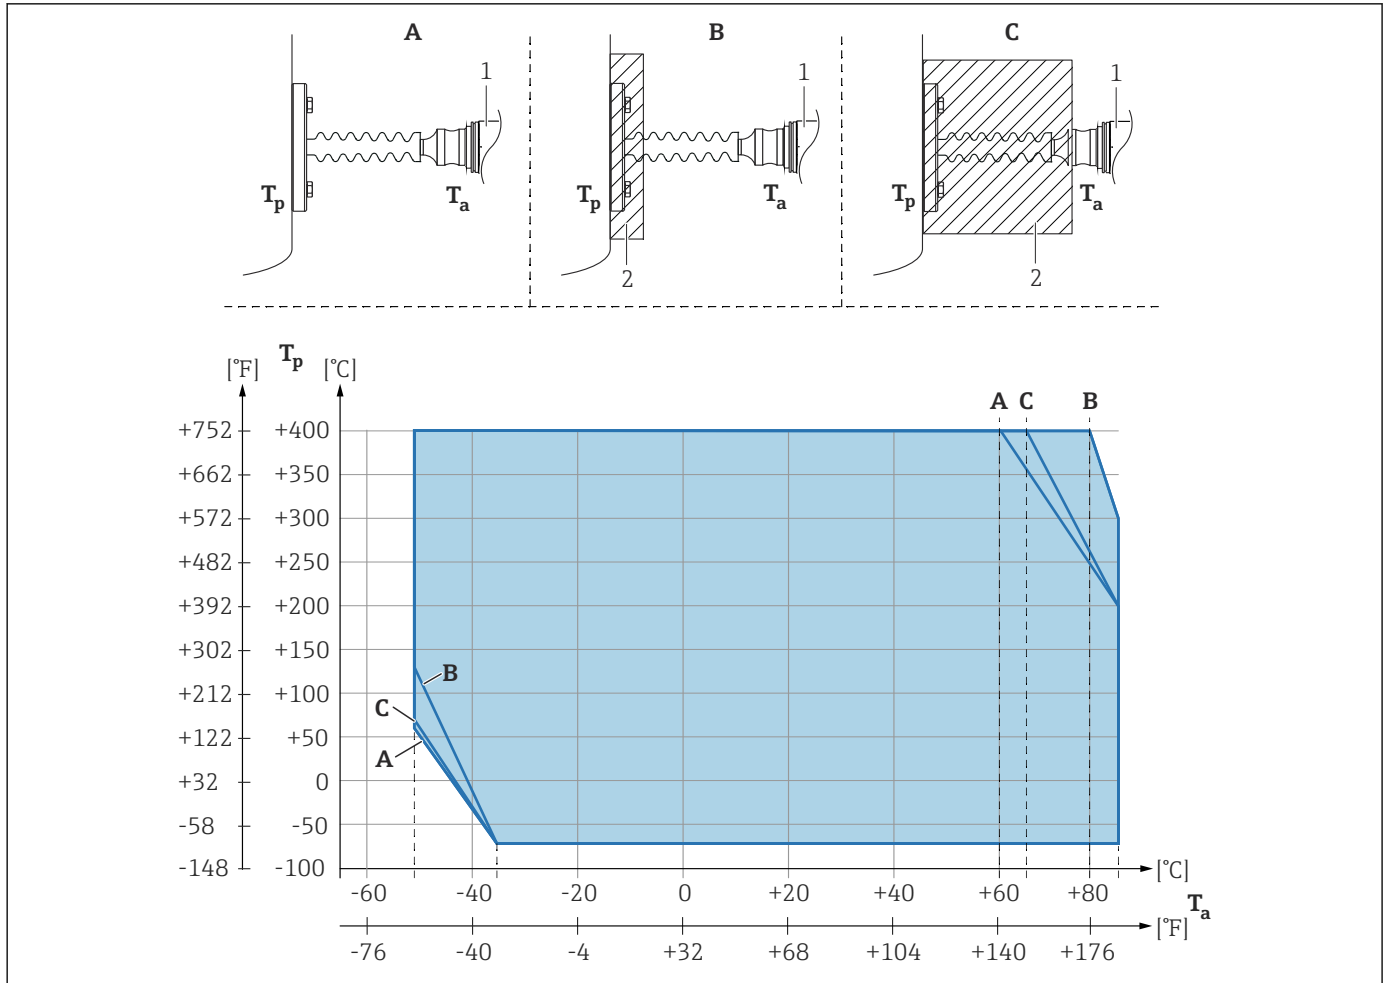 A B C
1 1 1
Tp Ta Tp Ta Tp Ta
2 2
Tp
[°F] [°C]
A C B
+752 +400
+662 +350
+572 +300
+482 +250
+392 +200
+302 +150
B
+212 +100
C
+122 +50
A
+32 0
-58 -50
-148 -100
[°C]
-60 -40 -20 0 +20 +40 +60 +80
Ta
[°F]
-76 -40 -4 +32 +68 +104 +140 +176